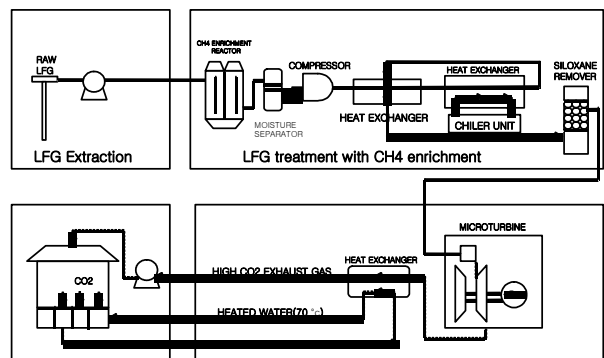 RAW
LFG
LFG Extraction
CH4 ENRICHMENT
REACTOR
MOISTURE
SEPARATOR
COMPRESSOR
HEAT EXCHANGER
HEAT EXCHANGER
CHILER UNIT
SILOXANE
REMOVER
LFG treatment with CH4 enrichment
CO2
HIGH CO2 EXHAUST GAS
HEATED WATER(70 °c)
HEAT EXCHANGER
MICROTURBINE